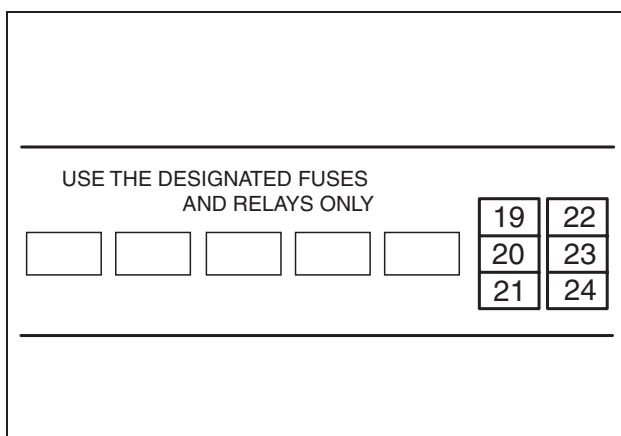 USE THE DESIGNATED FUSES
AND RELAYS ONLY
19 22
20 23
21 24